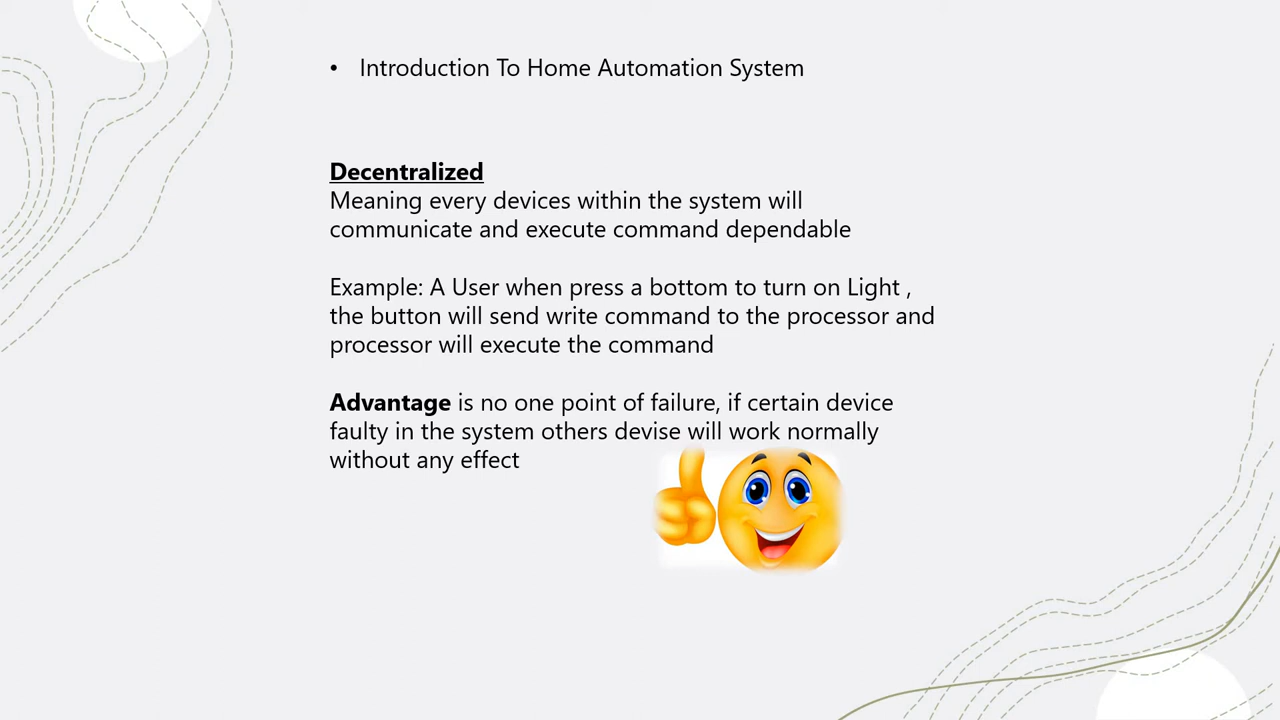 • Introduction To Home Automation System
Decentralized
Meaning every devices within the system will
communicate and execute command dependable
Example: A User when press a bottom to turn on Light ,
the button will send write command to the processor and
processor will execute the command
Advantage is no one point of failure, if certain device
faulty in the system others devise will work normally
without any effect